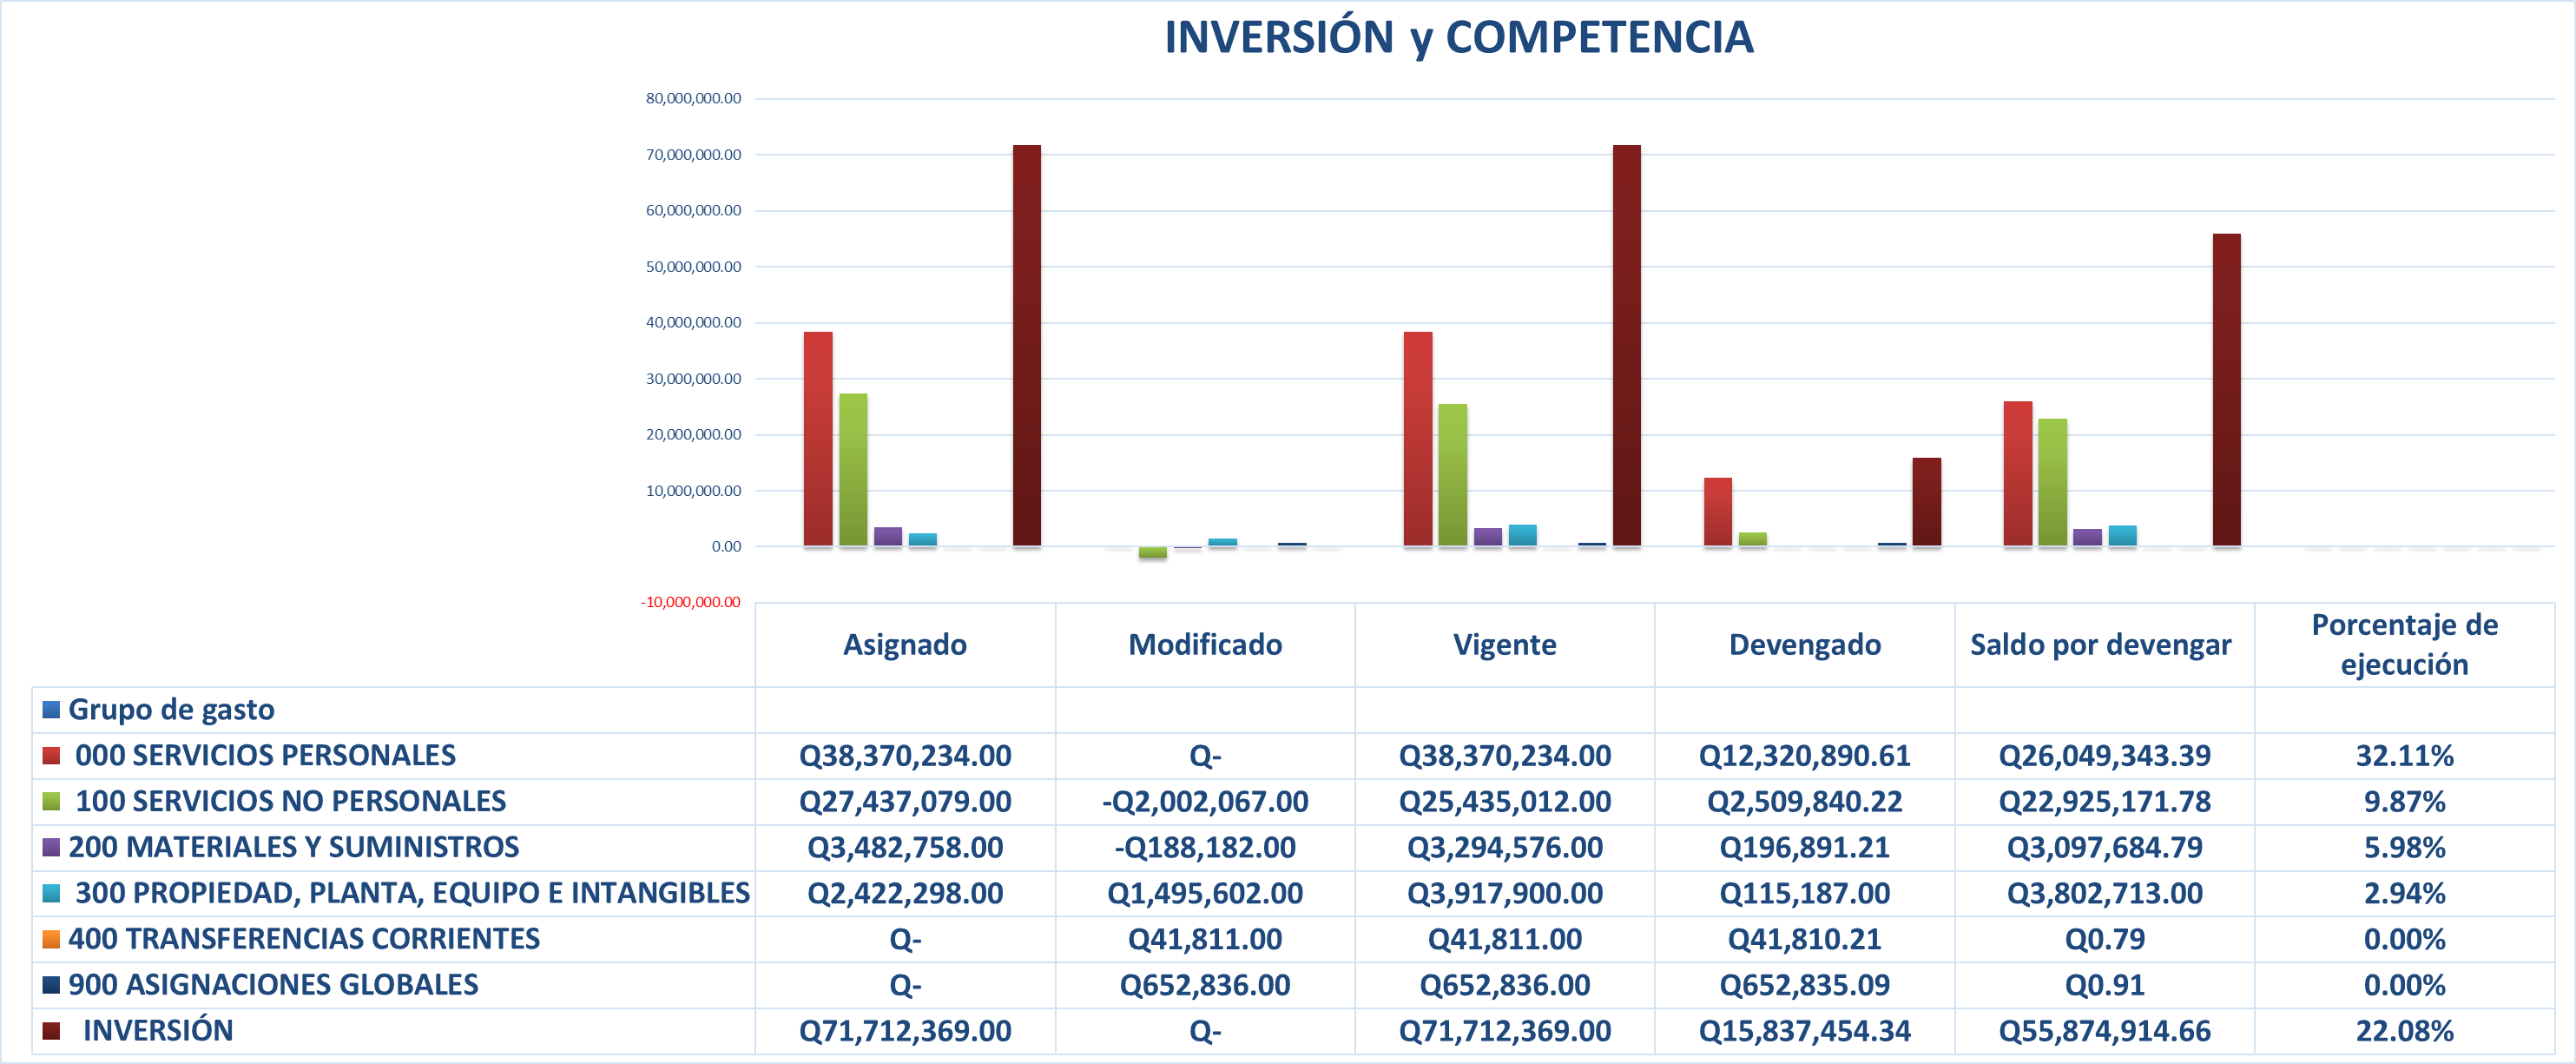 INVERSIÓN y COMPETENCIA
80,000,000.00
70,000,000.00
60,000,000.00
50,000,000.00
40,000,000.00
30,000,000.00
20,000,000.00
10,000,000.00
0.00
-10,000,000.00
Asignado Modificado Vigente Devengado Saldo por devengar Porcentaje de
ejecución
Grupo de gasto
000 SERVICIOS PERSONALES Q38,370,234.00 Q- Q38,370,234.00 Q12,320,890.61 Q26,049,343.39 32.11%
100 SERVICIOS NO PERSONALES Q27,437,079.00 -Q2,002,067.00 Q25,435,012.00 Q2,509,840.22 Q22,925,171.78 9.87%
200 MATERIALES Y SUMINISTROS Q3,482,758.00 -Q188,182.00 Q3,294,576.00 Q196,891.21 Q3,097,684.79 5.98%
300 PROPIEDAD, PLANTA, EQUIPO E INTANGIBLES Q2,422,298.00 Q1,495,602.00 Q3,917,900.00 Q115,187.00 Q3,802,713.00 2.94%
400 TRANSFERENCIAS CORRIENTES Q- Q41,811.00 Q41,811.00 Q41,810.21 Q0.79 0.00%
900 ASIGNACIONES GLOBALES Q- Q652,836.00 Q652,836.00 Q652,835.09 Q0.91 0.00%
INVERSIÓN Q71,712,369.00 Q- Q71,712,369.00 Q15,837,454.34 Q55,874,914.66 22.08%